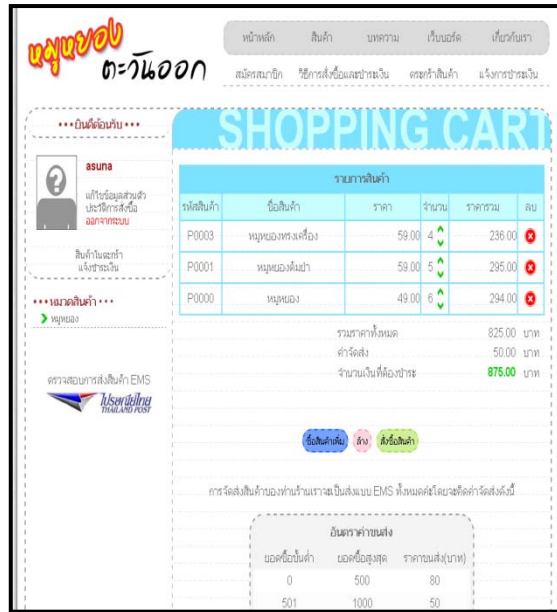 หมูหยอง
ตะวันออก
หน้าหลัก สินค้า บทความ เว็บบอร์ด เกี่ยวกับเรา
สมัครสมาชิก วิธีการสั่งซื้อและชำระเงิน ตระกร้าสินค้า แจ้งการชำระเงิน
•••ยินดีต้อนรับ•••
asuna
แก้ไขข้อมูลส่วนตัว
ประวัติการสั่งซื้อ
ออกจากระบบ
สินค้าในตะกร้า
แจ้งชำระเงิน
•••หมวดสินค้า•••
หมูหยอง
ตรวจสอบการส่งสินค้า EMS
ไปรษณีย์ไทย
THAILAND POST
SHOPPING CART
รายการสินค้า
รหัสสินค้า ชื่อสินค้า ราคา จำนวน ราคารวม ลบ
P0003 หมูหยองทรงเครื่อง 59.00 4 236.00
P0001 หมูหยองต้มยำ 59.00 5 295.00
P0000 หมูหยอง 49.00 6 294.00
รวมราคาทั้งหมด 825.00 บาท
ค่าจัดส่ง 50.00 บาท
จำนวนเงินที่ต้องชำระ 875.00 บาท
ซื้อสินค้าเพิ่ม ล้าง สั่งซื้อสินค้า
การจัดส่งสินค้าของท่านร้านเราจะเป็นส่งแบบ EMS ทั้งหมดค่ะโดยจะคิดค่าจัดส่งดังนี้
อันตราค่าขนส่ง
ยอดซื้อขั้นต่ำ ยอดซื้อสูงสุด ราคาขนส่ง(บาท)
0 500 80
501 1000 50